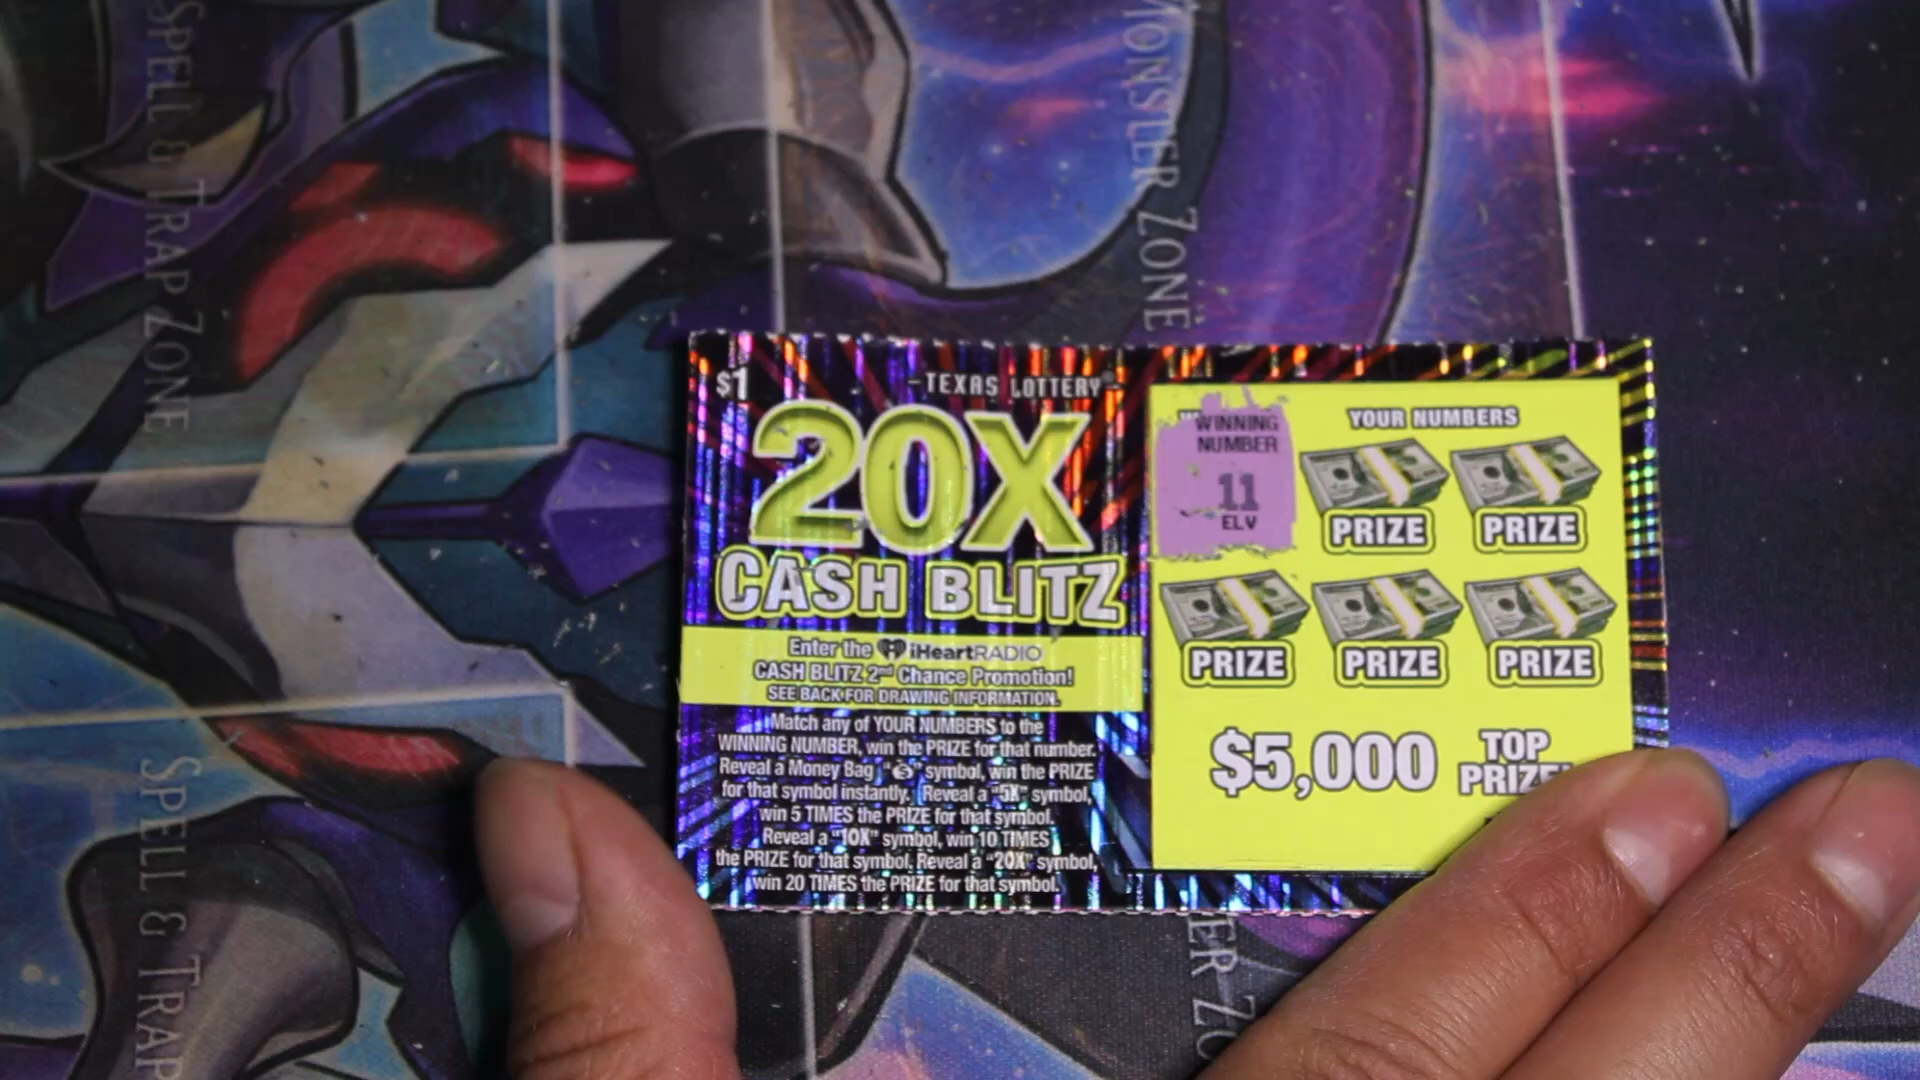 SPELL & TRAP ZONE
MONSTER ZONE
$1
TEXAS LOTTERY®
20X
CASH BLITZ
Enter the iHeartRADIO
CASH BLITZ 2nd Chance Promotion!
SEE BACK FOR DRAWING INFORMATION.
Match any of YOUR NUMBERS to the
WINNING NUMBER, win the PRIZE for that number.
Reveal a Money Bag " " symbol, win the PRIZE
for that symbol instantly. Reveal a "5X" symbol,
win 5 TIMES the PRIZE for that symbol.
Reveal a "10X" symbol, win 10 TIMES
the PRIZE for that symbol. Reveal a "20X" symbol,
win 20 TIMES the PRIZE for that symbol.
WINNING
NUMBER
11
ELV
YOUR NUMBERS
PRIZE PRIZE
PRIZE PRIZE PRIZE
$5,000 TOP
PRIZE!
SPELL & TRAP
ER ZO